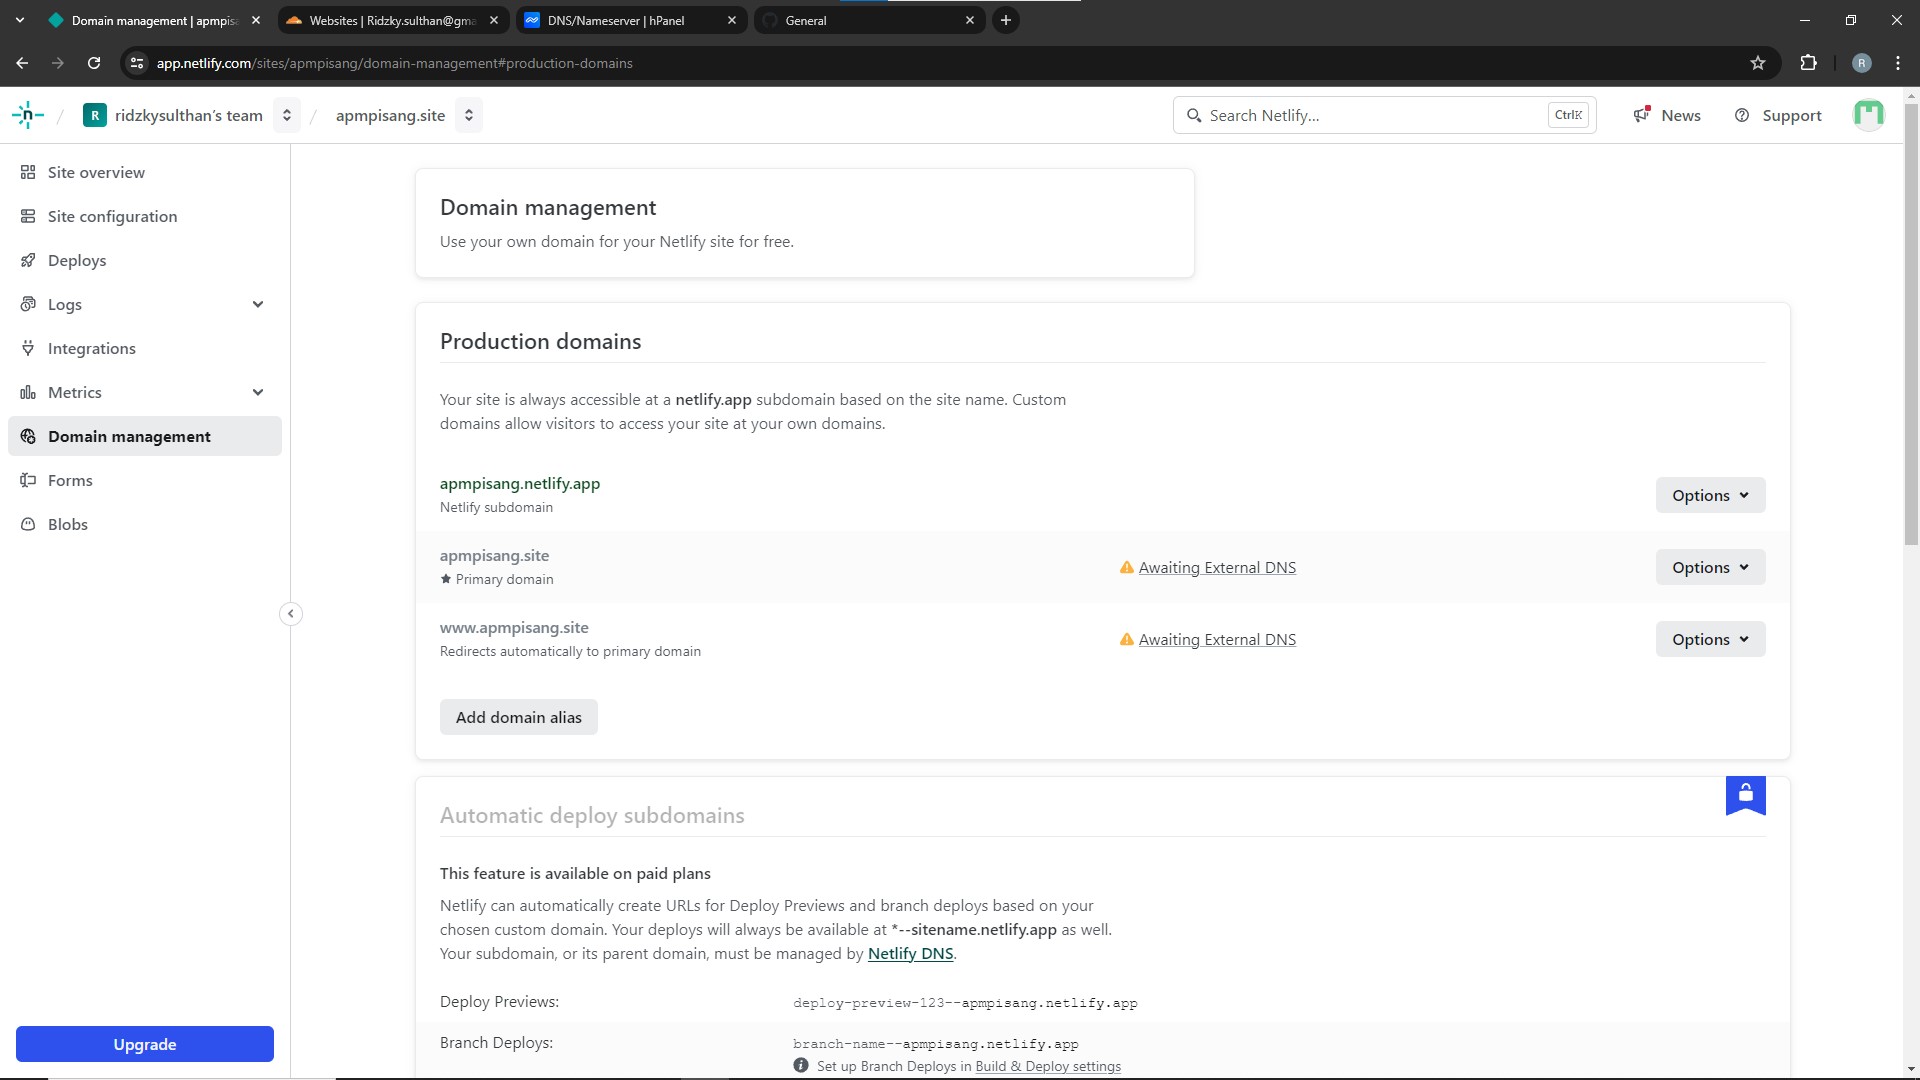 Domain management | apmpisa
Websites | Ridzky.sulthan@gma
DNS/Nameserver | hPanel
General
app.netlify.com/sites/apmpisang/domain-management#production-domains
R
n
/
R
ridzkysulthan's team
/
apmpisang.site
Search Netlify...
CtrlK
News
Support
Site overview
Site configuration
Deploys
Logs
Integrations
Metrics
Domain management
Forms
Blobs
Upgrade
Domain management
Use your own domain for your Netlify site for free.
Production domains
Your site is always accessible at a netlify.app subdomain based on the site name. Custom
domains allow visitors to access your site at your own domains.
apmpisang.netlify.app
Netlify subdomain
Options
apmpisang.site
★ Primary domain
Awaiting External DNS
Options
www.apmpisang.site
Redirects automatically to primary domain
Awaiting External DNS
Options
Add domain alias
Automatic deploy subdomains
This feature is available on paid plans
Netlify can automatically create URLs for Deploy Previews and branch deploys based on your
chosen custom domain. Your deploys will always be available at *--sitename.netlify.app as well.
Your subdomain, or its parent domain, must be managed by Netlify DNS.
Deploy Previews:
deploy-preview-123--apmpisang.netlify.app
Branch Deploys:
branch-name--apmpisang.netlify.app
Set up Branch Deploys in Build & Deploy settings